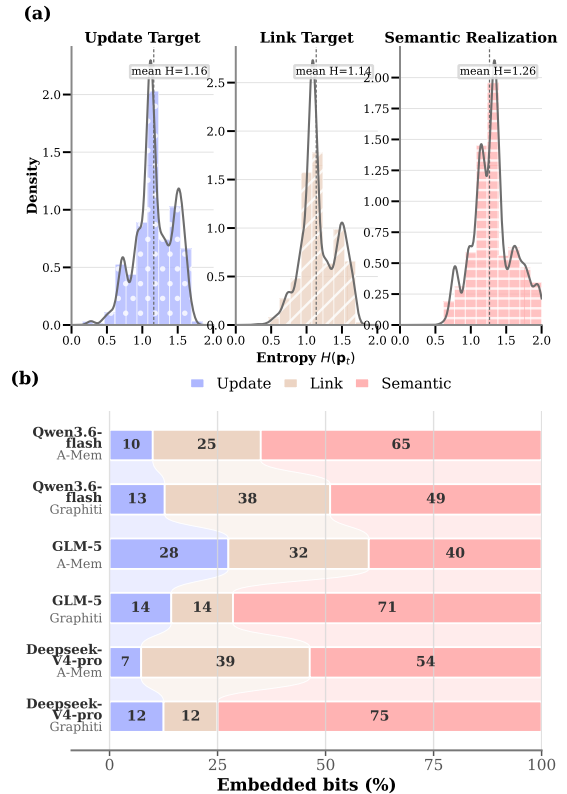 (a)
Update Target
Link Target
Semantic Realization
mean H=1.16
mean H=1.14
mean H=1.26
Density
2.0
1.5
1.0
0.5
0.0
2.5
2.0
1.5
1.0
0.5
0.0
2.00
1.75
1.50
1.25
1.00
0.75
0.50
0.25
0.00
0.0 0.5 1.0 1.5 2.0
0.0 0.5 1.0 1.5 2.0
0.0 0.5 1.0 1.5 2.0
Entropy H(p_t)
(b)
Update Link Semantic
Qwen3.6-
flash
A-Mem
10 25 65
Qwen3.6-
flash
Graphiti
13 38 49
GLM-5
A-Mem
28 32 40
GLM-5
Graphiti
14 14 71
Deepseek-
V4-pro
A-Mem
7 39 54
Deepseek-
V4-pro
Graphiti
12 12 75
0 25 50 75 100
Embedded bits (%)